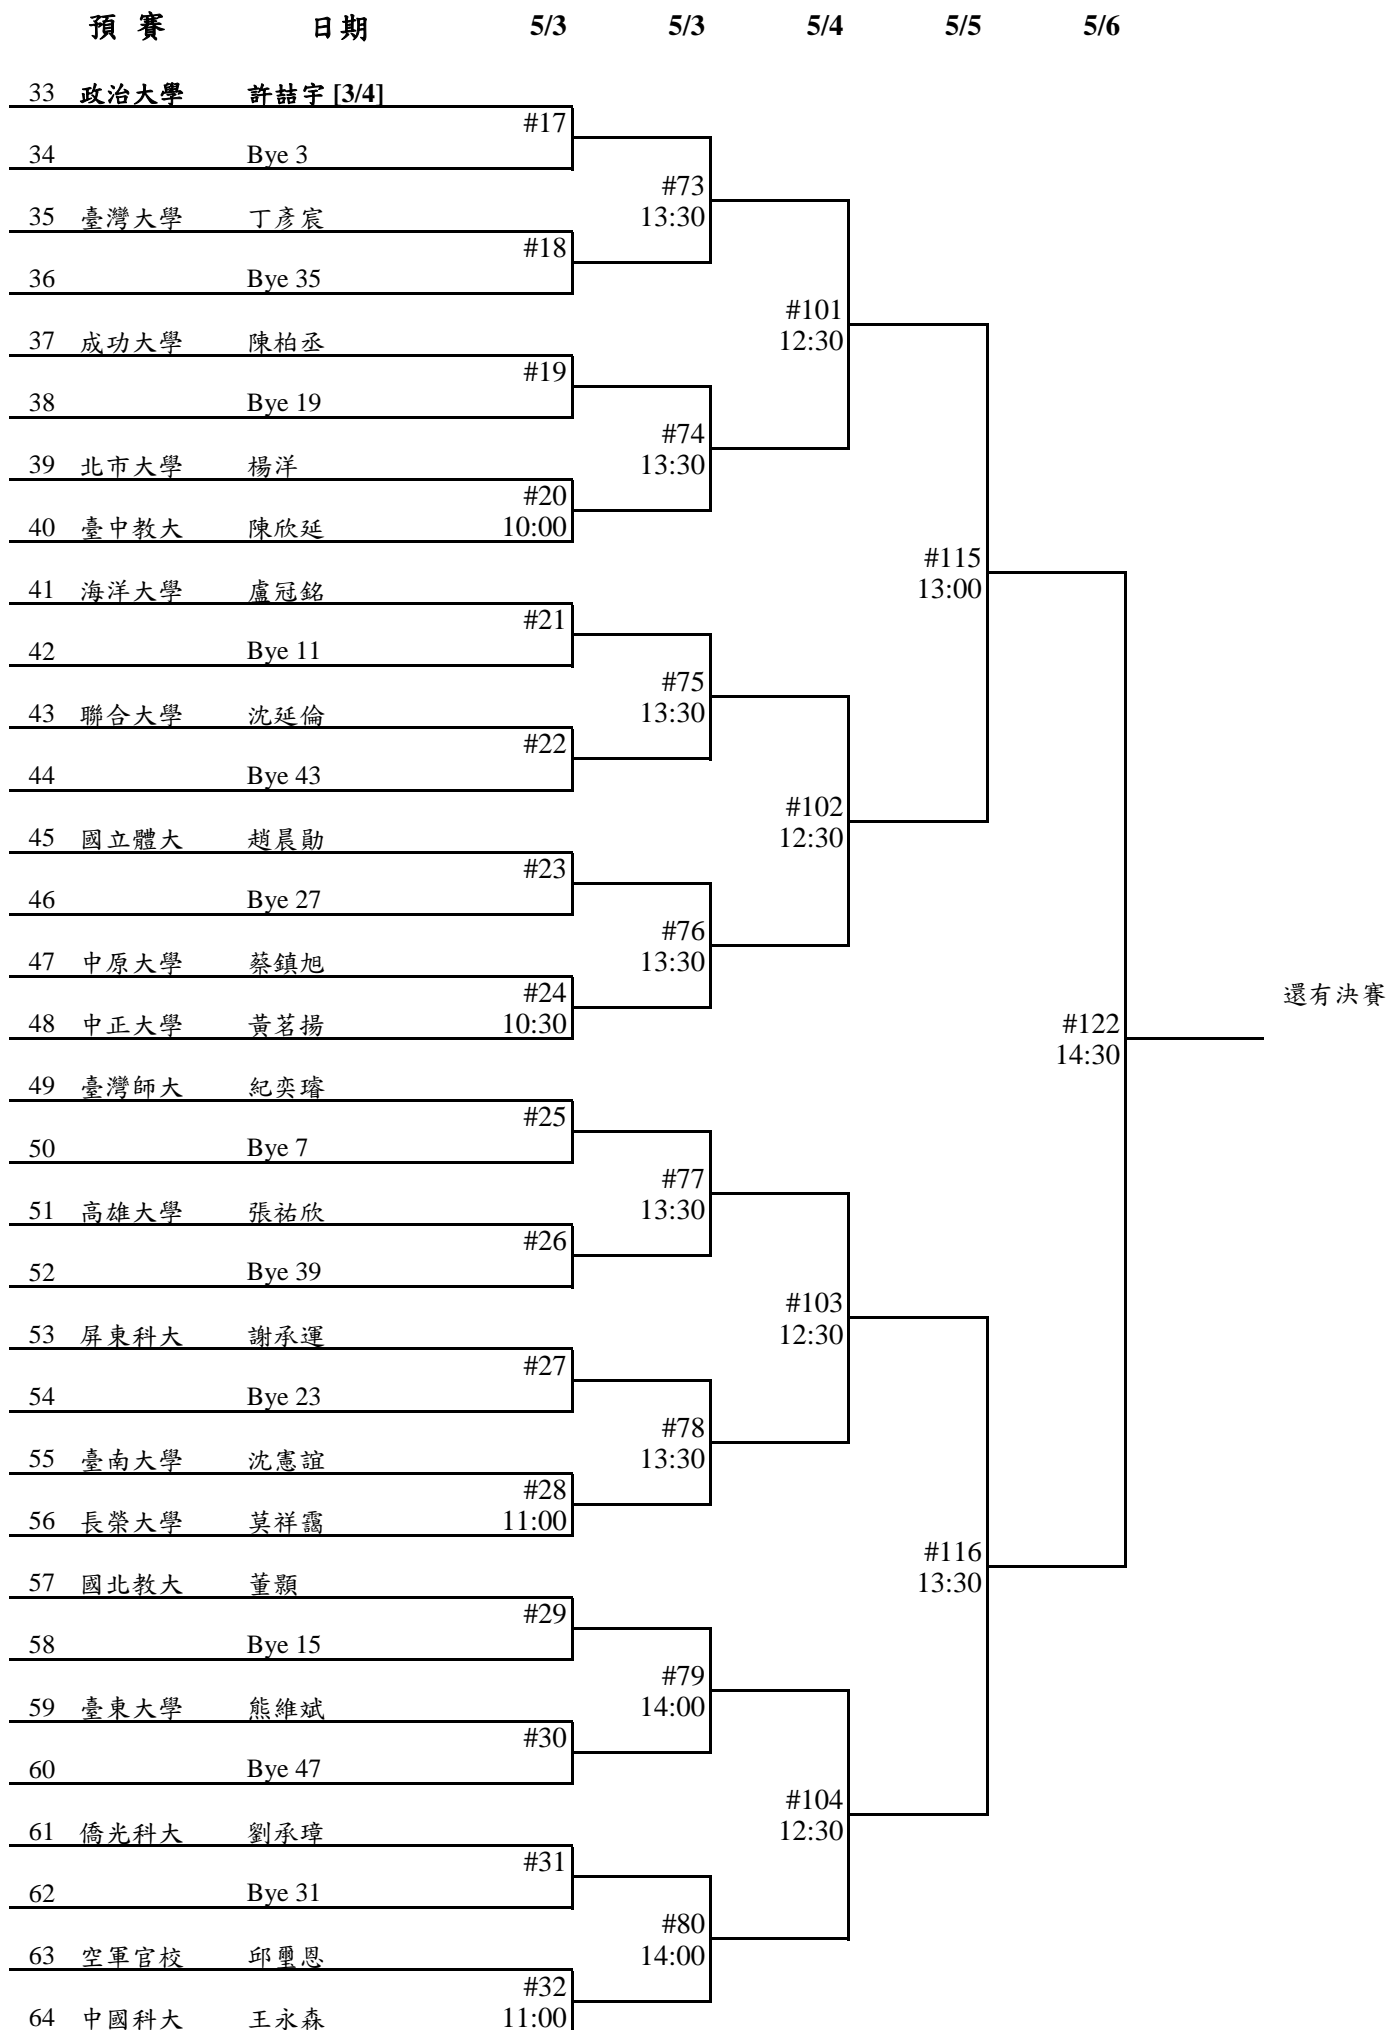 預 賽 日期 5/3 5/3 5/4 5/5 5/6
33 政治大學 許喆宇 [3/4]
#17
34 Bye 3
#73
35 臺灣大學 丁彥宸 13:30
#18
36 Bye 35
#101
37 成功大學 陳柏丞 12:30
#19
38 Bye 19
#74
39 北市大學 楊洋 13:30
#20
40 臺中教大 陳欣延 10:00
#115
41 海洋大學 盧冠銘 13:00
#21
42 Bye 11
#75
43 聯合大學 沈延倫 13:30
#22
44 Bye 43
#102
45 國立體大 趙晨勛 12:30
#23
46 Bye 27
#76
47 中原大學 蔡鎮旭 13:30
#24 還有決賽
48 中正大學 黃茗揚 10:30 #122
14:30
49 臺灣師大 紀奕璿
#25
50 Bye 7
#77
51 高雄大學 張祐欣 13:30
#26
52 Bye 39
#103
53 屏東科大 謝承運 12:30
#27
54 Bye 23
#78
55 臺南大學 沈憲誼 13:30
#28
56 長榮大學 莫祥靄 11:00
#116
57 國北教大 董顥 13:30
#29
58 Bye 15
#79
59 臺東大學 熊維斌 14:00
#30
60 Bye 47
#104
61 僑光科大 劉承璋 12:30
#31
62 Bye 31
#80
63 空軍官校 邱璽恩 14:00
#32
64 中國科大 王永森 11:00